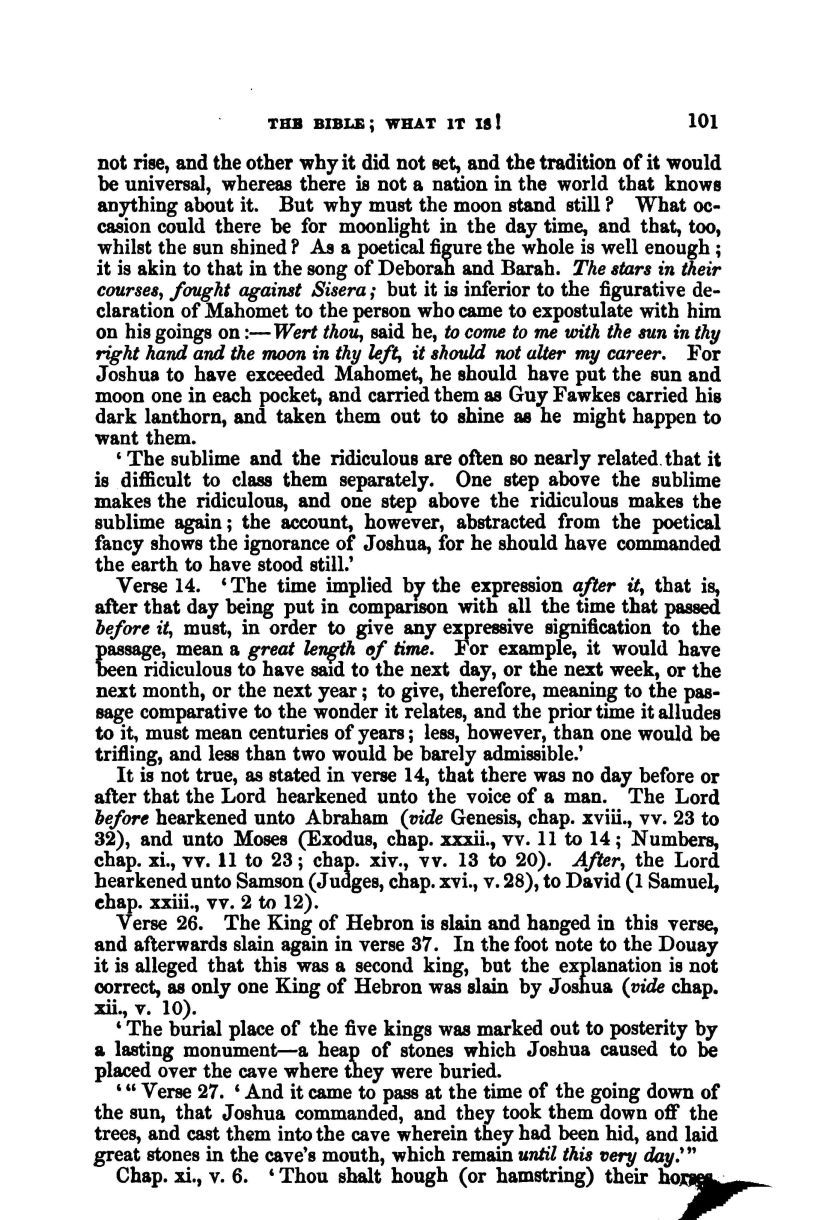 THE BIBLE; WHAT IT IS! 101
not rise, and the other why it did not set, and the tradition of it would
be universal, whereas there is not a nation in the world that knows
anything about it. But why must the moon stand still? What oc-
casion could there be for moonlight in the day time, and that, too,
whilst the sun shined? As a poetical figure the whole is well enough;
it is akin to that in the song of Deborah and Barah. The stars in their
courses, fought against Sisera; but it is inferior to the figurative de-
claration of Mahomet to the person who came to expostulate with him
on his goings on:—Wert thou, said he, to come to me with the sun in thy
right hand and the moon in thy left, it should not alter my career. For
Joshua to have exceeded Mahomet, he should have put the sun and
moon one in each pocket, and carried them as Guy Fawkes carried his
dark lanthorn, and taken them out to shine as he might happen to
want them.
‘The sublime and the ridiculous are often so nearly related that it
is difficult to class them separately. One step above the sublime
makes the ridiculous, and one step above the ridiculous makes the
sublime again; the account, however, abstracted from the poetical
fancy shows the ignorance of Joshua, for he should have commanded
the earth to have stood still.’
Verse 14. ‘The time implied by the expression after it, that is,
after that day being put in comparison with all the time that passed
before it, must, in order to give any expressive signification to the
passage, mean a great length of time. For example, it would have
been ridiculous to have said to the next day, or the next week, or the
next month, or the next year; to give, therefore, meaning to the pas-
sage comparative to the wonder it relates, and the prior time it alludes
to it, must mean centuries of years; less, however, than one would be
trifling, and less than two would be barely admissible.’
It is not true, as stated in verse 14, that there was no day before or
after that the Lord hearkened unto the voice of a man. The Lord
before hearkened unto Abraham (vide Genesis, chap. xviii., vv. 23 to
32), and unto Moses (Exodus, chap. xxxii., vv. 11 to 14; Numbers,
chap. xi., vv. 11 to 23; chap. xiv., vv. 13 to 20). After, the Lord
hearkened unto Samson (Judges, chap. xvi., v. 28), to David (1 Samuel,
chap. xxiii., vv. 2 to 12).
Verse 26. The King of Hebron is slain and hanged in this verse,
and afterwards slain again in verse 37. In the foot note to the Douay
it is alleged that this was a second king, but the explanation is not
correct, as only one King of Hebron was slain by Joshua (vide chap.
xii., v. 10).
‘The burial place of the five kings was marked out to posterity by
a lasting monument—a heap of stones which Joshua caused to be
placed over the cave where they were buried.
‘“Verse 27. ‘And it came to pass at the time of the going down of
the sun, that Joshua commanded, and they took them down off the
trees, and cast them into the cave wherein they had been hid, and laid
great stones in the cave's mouth, which remain until this very day.’”
Chap. xi., v. 6. ‘Thou shalt hough (or hamstring) their